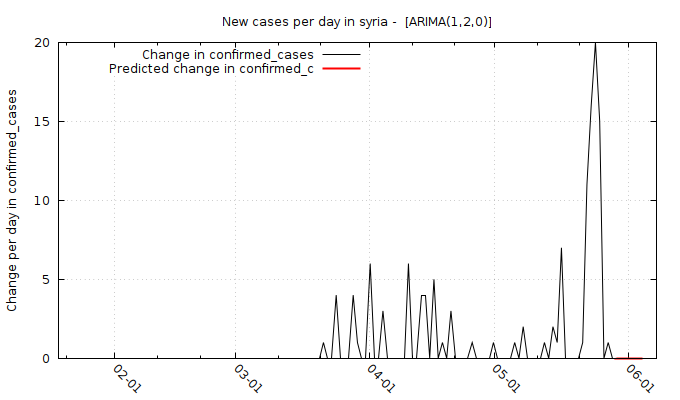 New cases per day in syria -  [ARIMA(1,2,0)]
Change in confirmed_cases
Predicted change in confirmed_c
Change per day in confirmed_cases
20
15
10
5
0
02-01
03-01
04-01
05-01
06-01